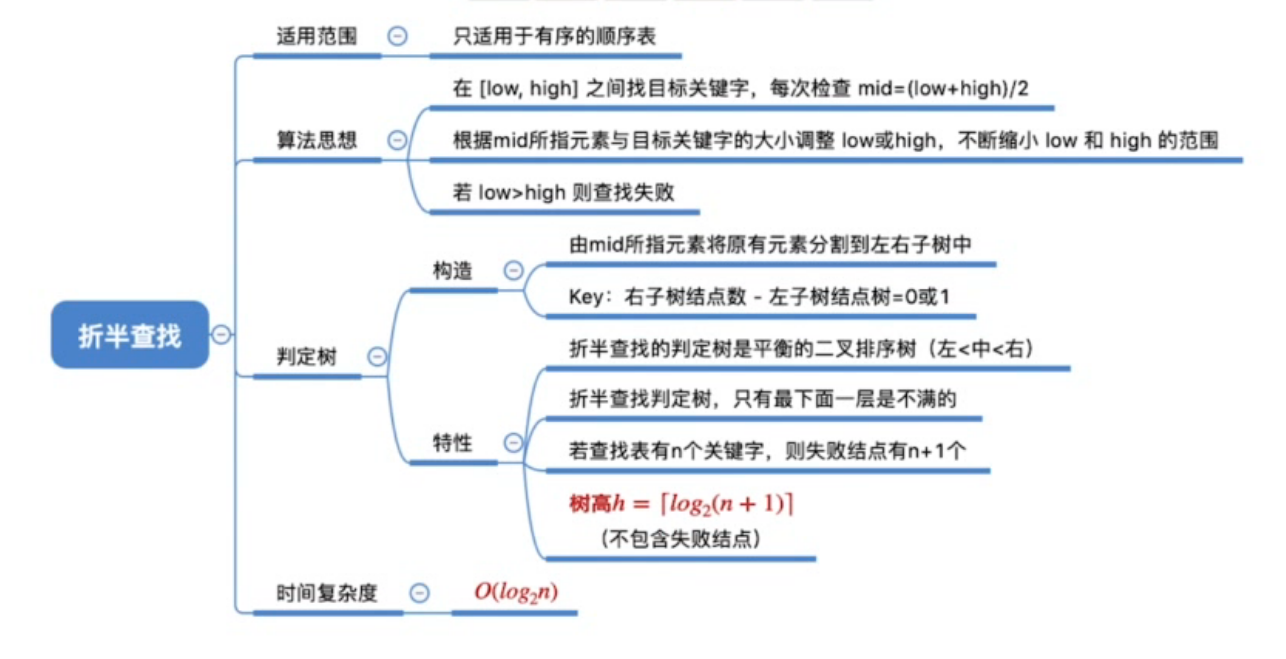 折半查找
适用范围
只适用于有序的顺序表
算法思想
在 [low, high] 之间找目标关键字，每次检查 mid=(low+high)/2
根据mid所指元素与目标关键字的大小调整 low或high，不断缩小 low 和 high 的范围
若 low>high 则查找失败
判定树
构造
由mid所指元素将原有元素分割到左右子树中
Key：右子树结点数 - 左子树结点树=0或1
特性
折半查找的判定树是平衡的二叉排序树（左<中<右）
折半查找判定树，只有最下面一层是不满的
若查找表有n个关键字，则失败结点有n+1个
树高h = ⌈log₂(n + 1)⌉
（不包含失败结点）
时间复杂度
O(log₂n)